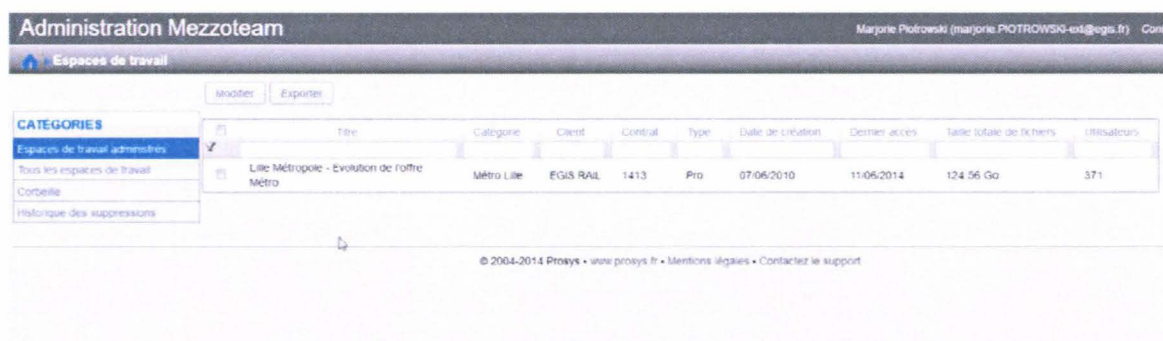 Administration Mezzoteam
Marjorie Piotrowski (marjorie.PIOTROWSKI-ext@egis.fr) Con
Espaces de travail
Modifier Exporter
CATÉGORIES
Espaces de travail administrés
Tous les espaces de travail
Corbeille
Historique des suppressions
Titre Catégorie Client Contrat Type Date de création Dernier accès Taille totale de fichiers Utilisateurs
Lille Métropole - Evolution de l'offre Métro Métro Lille EGIS RAIL 1413 Pro 07/06/2010 11/06/2014 124.56 Go 371
© 2004-2014 Prosys • www.prosys.fr • Mentions légales • Contactez le support